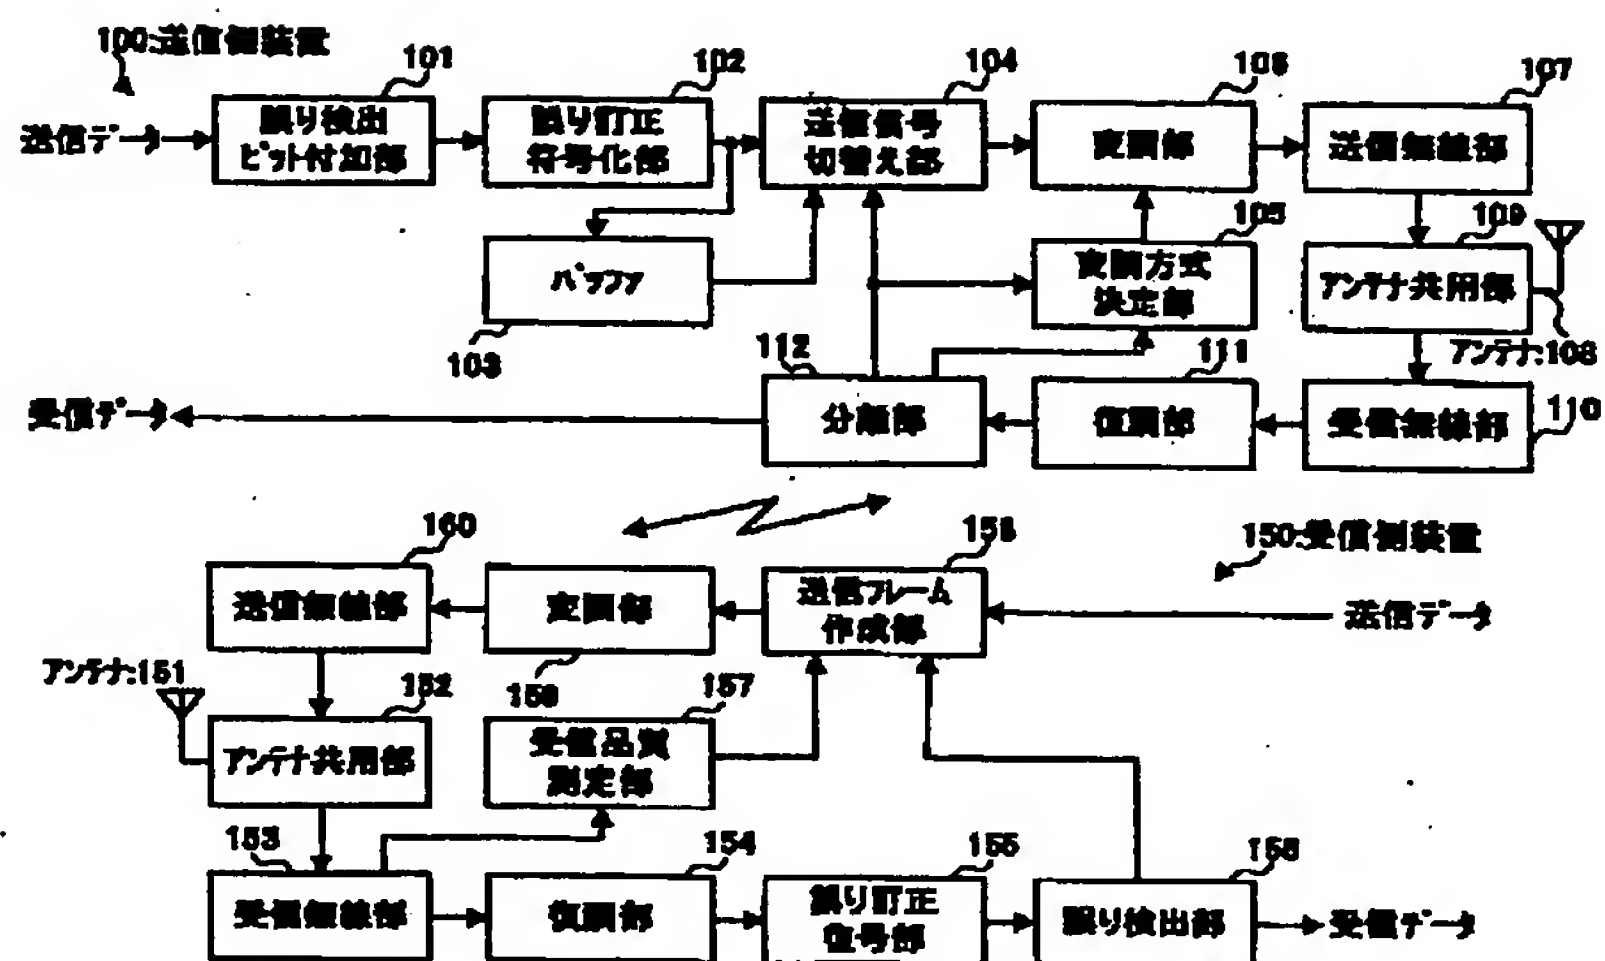 100:送信側装置
101
102
104
106
107
送信データ
誤り検出
ビット付加部
誤り訂正
符号化部
送信信号
切替え部
変調部
送信無線部
105
109
バッファ
変調方式
決定部
アンテナ共用部
103
112
111
アンテナ:108
110
受信データ
分離部
復調部
受信無線部
160
158
150:受信側装置
送信無線部
変調部
送信フレーム
作成部
送信データ
アンテナ:151
152
157
アンテナ共用部
受信品質
測定部
153
154
155
受信無線部
復調部
誤り訂正
復号部
誤り検出部
受信データ